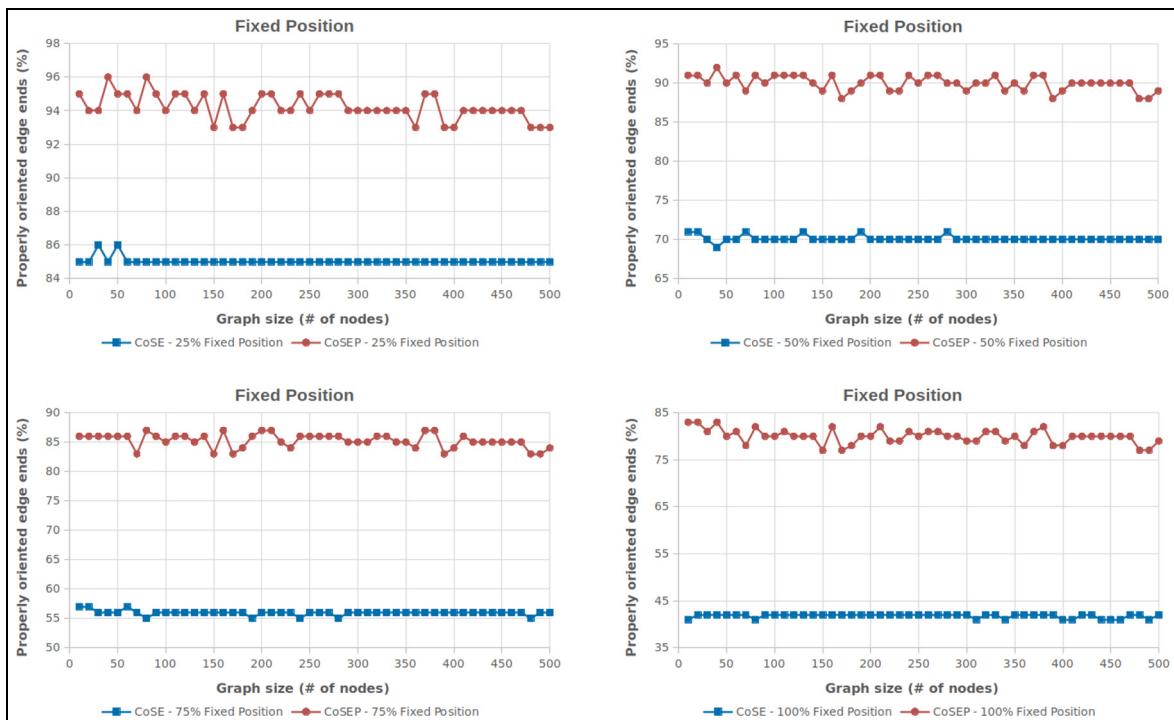 Fixed Position
98
96
94
92
90
88
86
84
0 50 100 150 200 250 300 350 400 450 500
Properly oriented edge ends (%)
Graph size (# of nodes)
CoSE - 25% Fixed Position CoSEP - 25% Fixed Position
Fixed Position
95
90
85
80
75
70
65
0 50 100 150 200 250 300 350 400 450 500
Properly oriented edge ends (%)
Graph size (# of nodes)
CoSE - 50% Fixed Position CoSEP - 50% Fixed Position
Fixed Position
90
85
80
75
70
65
60
55
50
0 50 100 150 200 250 300 350 400 450 500
Properly oriented edge ends (%)
Graph size (# of nodes)
CoSE - 75% Fixed Position CoSEP - 75% Fixed Position
Fixed Position
85
75
65
55
45
35
0 50 100 150 200 250 300 350 400 450 500
Properly oriented edge ends (%)
Graph size (# of nodes)
CoSE - 100% Fixed Position CoSEP - 100% Fixed Position